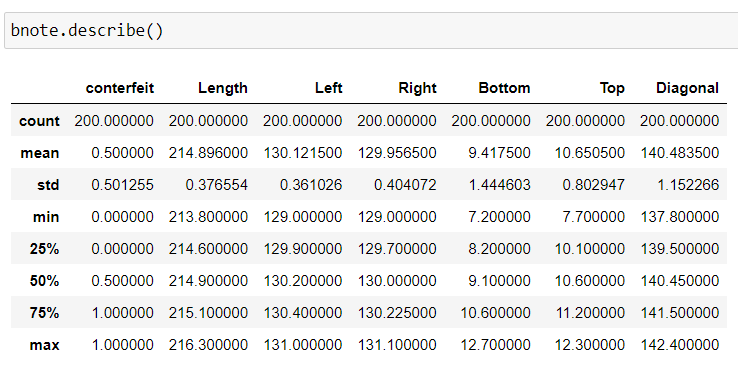 bnote.describe()
conterfeit Length Left Right Bottom Top Diagonal
count 200.000000 200.000000 200.000000 200.000000 200.000000 200.000000 200.000000
mean 0.500000 214.896000 130.121500 129.956500 9.417500 10.650500 140.483500
std 0.501255 0.376554 0.361026 0.404072 1.444603 0.802947 1.152266
min 0.000000 213.800000 129.000000 129.000000 7.200000 7.700000 137.800000
25% 0.000000 214.600000 129.900000 129.700000 8.200000 10.100000 139.500000
50% 0.500000 214.900000 130.200000 130.000000 9.100000 10.600000 140.450000
75% 1.000000 215.100000 130.400000 130.225000 10.600000 11.200000 141.500000
max 1.000000 216.300000 131.000000 131.100000 12.700000 12.300000 142.400000